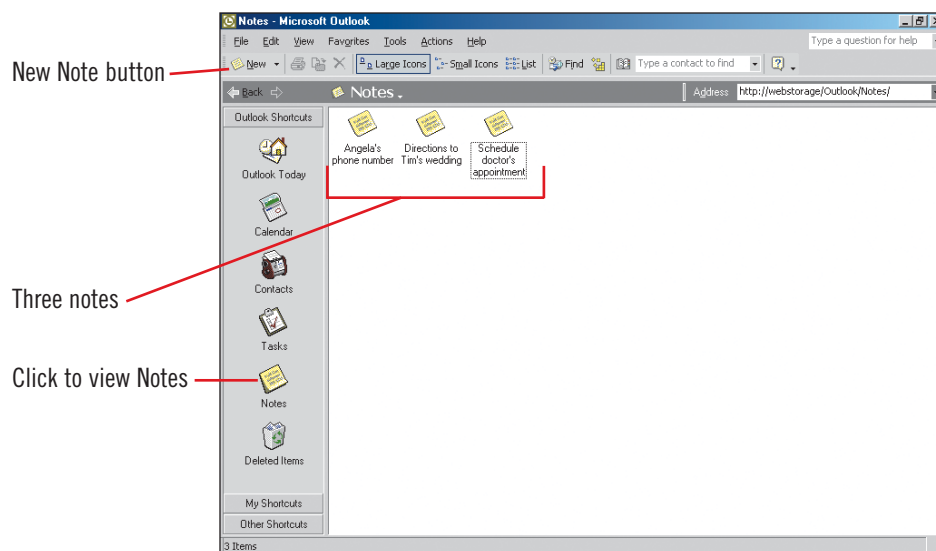 Notes - Microsoft Outlook
File Edit View Favorites Tools Actions Help
Type a question for help
New Note button
New
Large Icons
Small Icons
List
Find
Type a contact to find
Back
Notes
Address
http://webstorage/Outlook/Notes/
Outlook Shortcuts
Outlook Today
Calendar
Contacts
Tasks
Notes
Deleted Items
My Shortcuts
Other Shortcuts
Angela's
phone number
Directions to
Tim's wedding
Schedule
doctor's
appointment
Three notes
Click to view Notes
3 Items